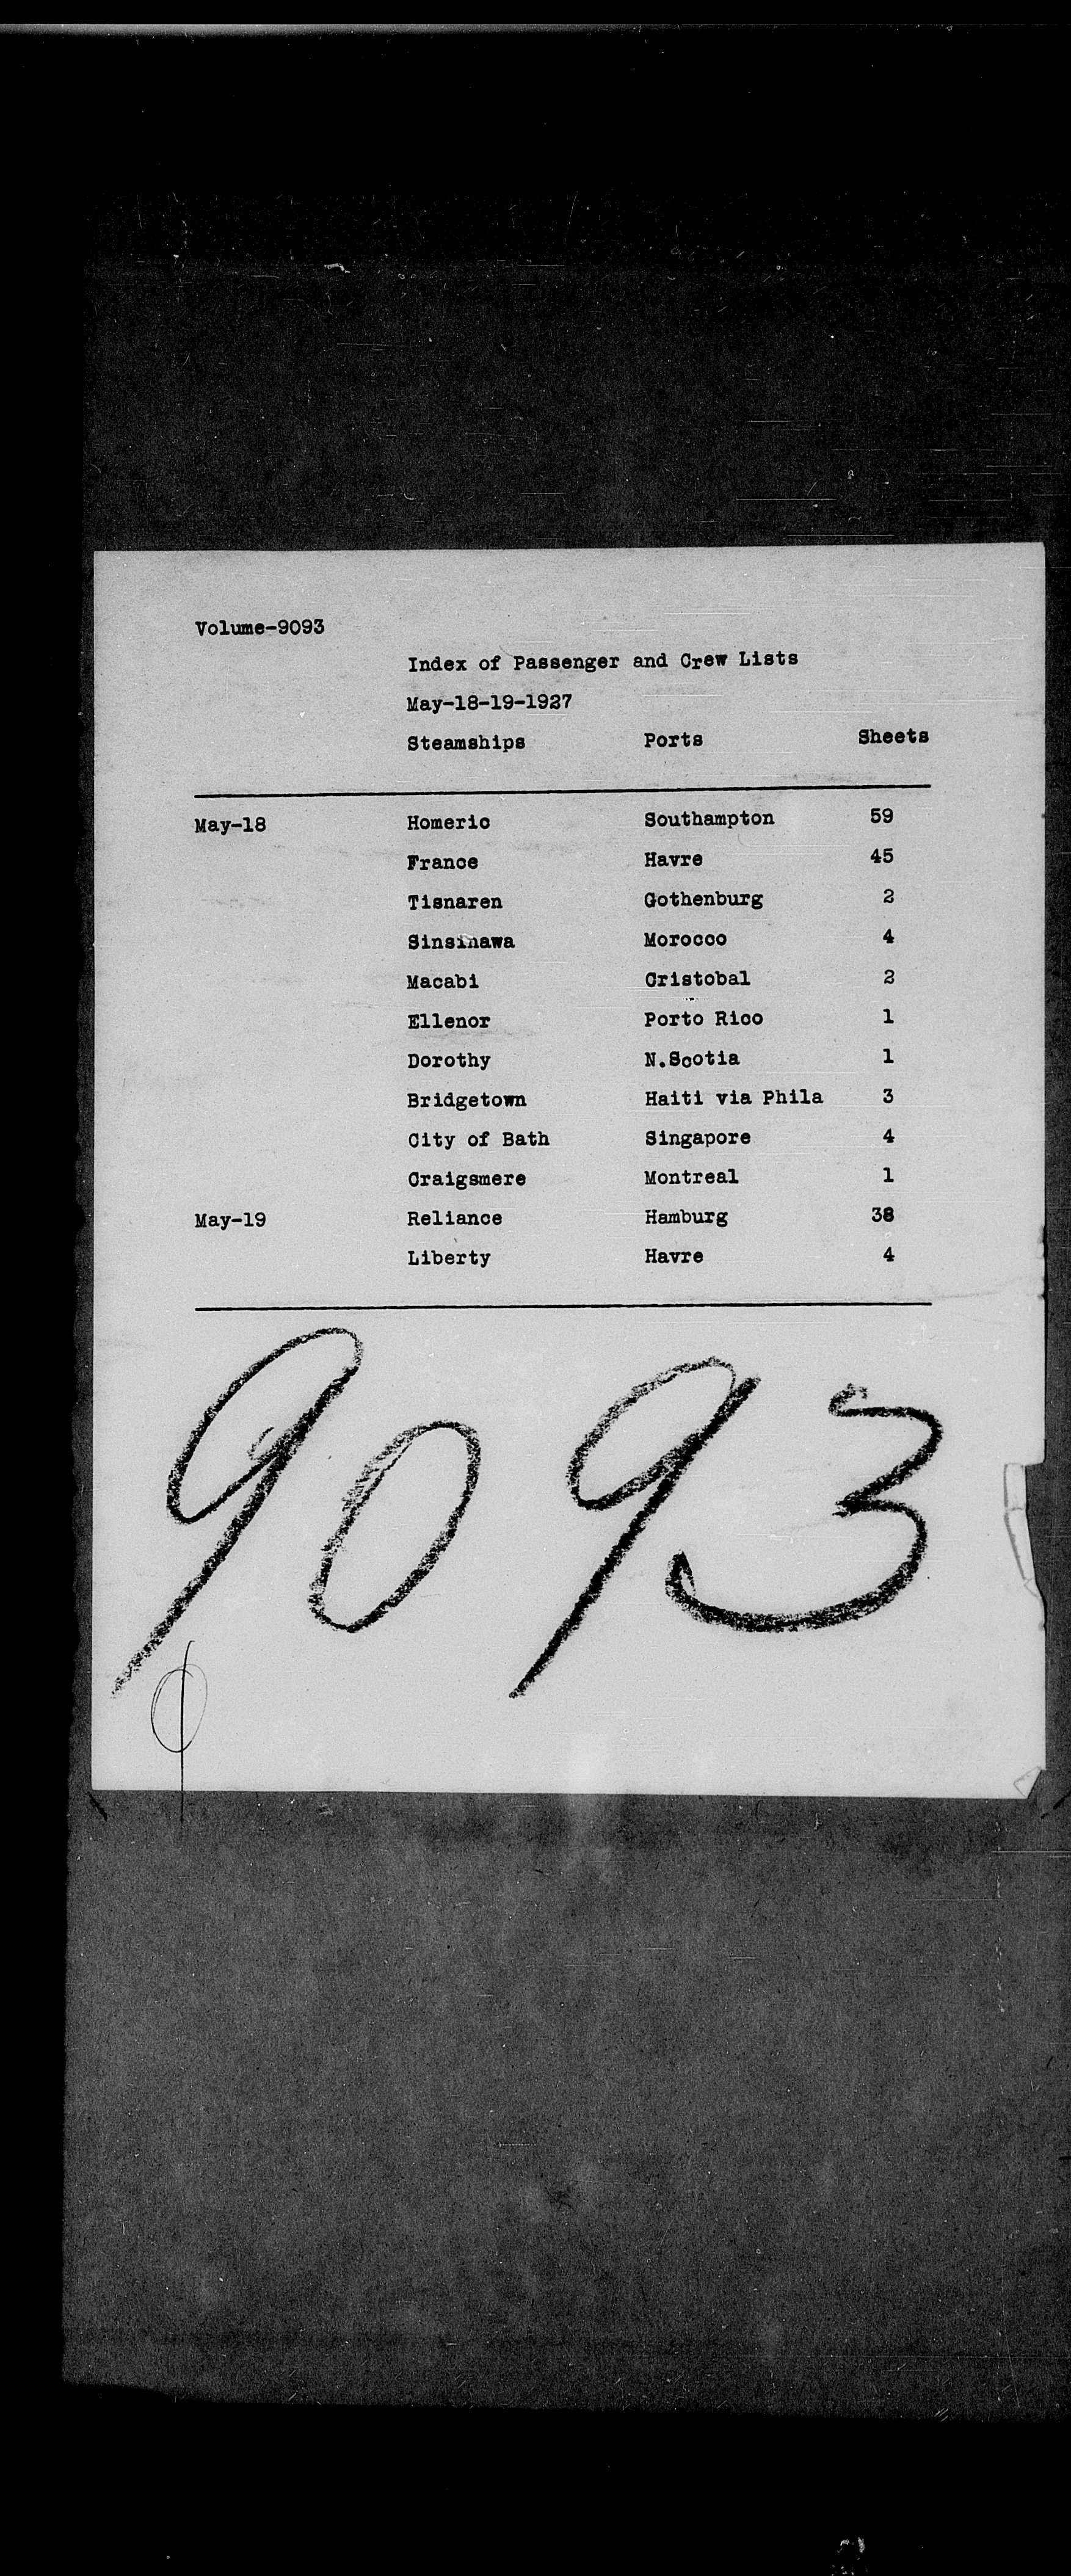 Volume-9093
Index of Passenger and Crew Lists
May-18-19-1927
Steamships Ports Sheets
May-18 Homeric Southampton 59
France Havre 45
Tisnaren Gothenburg 2
Sinsinawa Morocco 4
Macabi Cristobal 2
Ellenor Porto Rico 1
Dorothy N.Scotia 1
Bridgetown Haiti via Phila 3
City of Bath Singapore 4
Craigsmere Montreal 1
May-19 Reliance Hamburg 38
Liberty Havre 4
9093